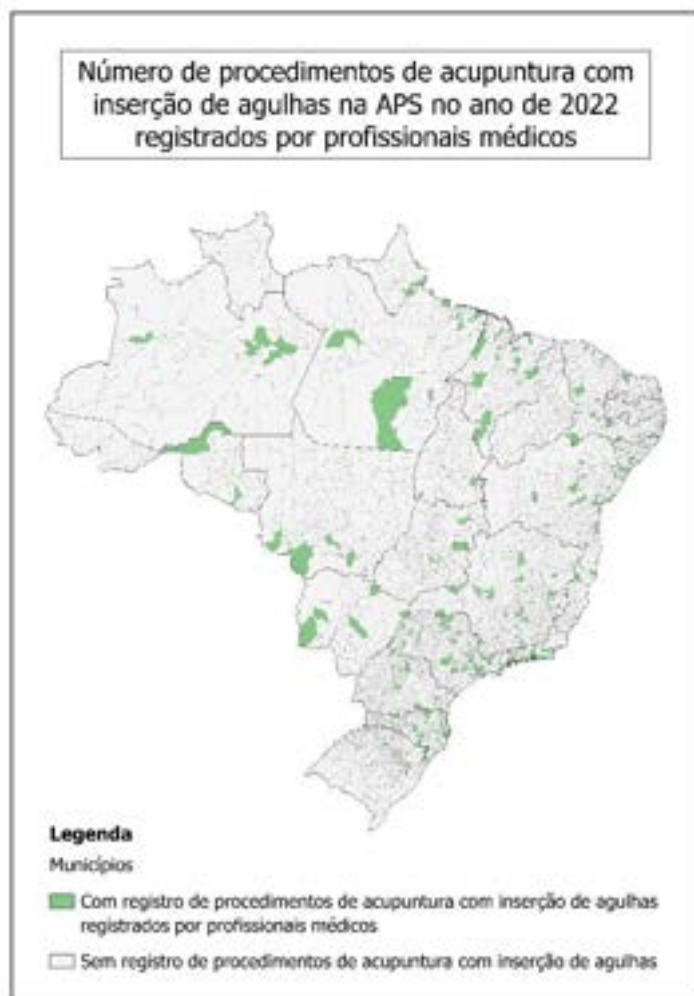 Número de procedimentos de acupuntura com
inserção de agulhas na APS no ano de 2022
registrados por profissionais médicos
Legenda
Municípios
Com registro de procedimentos de acupuntura com inserção de agulhas
registrados por profissionais médicos
Sem registro de procedimentos de acupuntura com inserção de agulhas